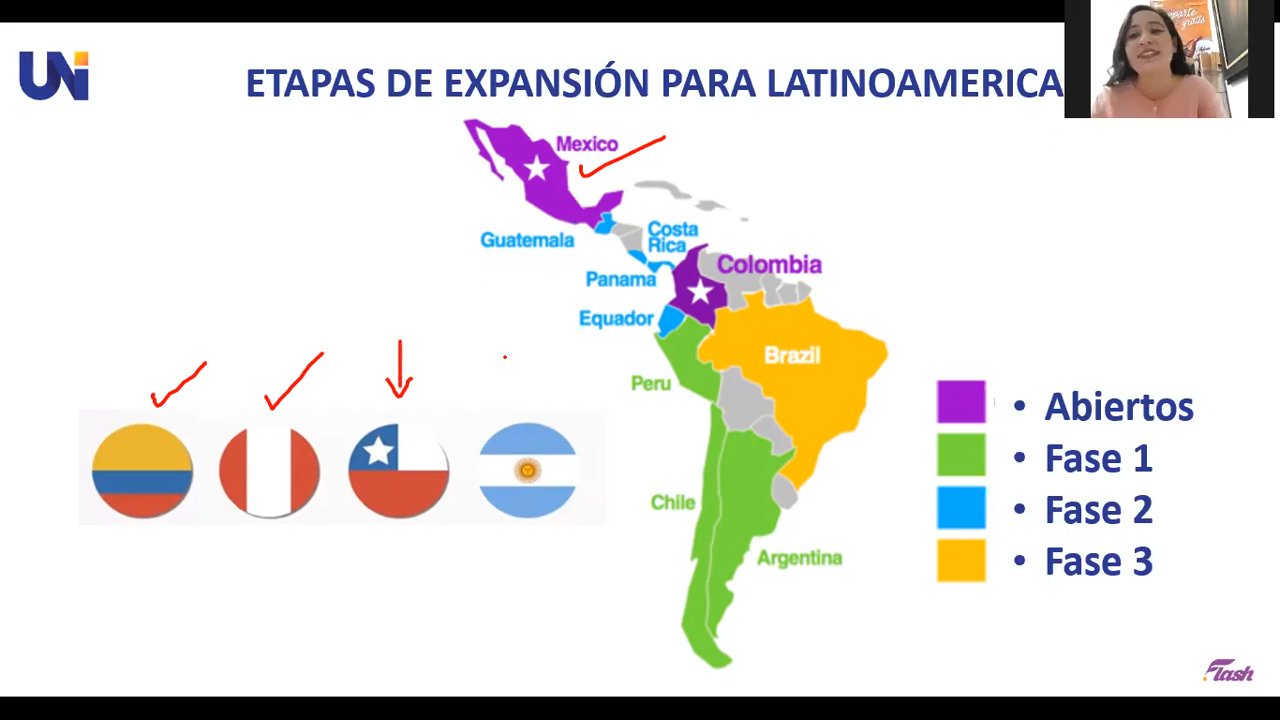 UNi
ETAPAS DE EXPANSIÓN PARA LATINOAMERICA
Mexico
Guatemala
Costa
Rica
Panama
Colombia
Equador
Brazil
Peru
Chile
Argentina
• Abiertos
• Fase 1
• Fase 2
• Fase 3
Flash
gratis